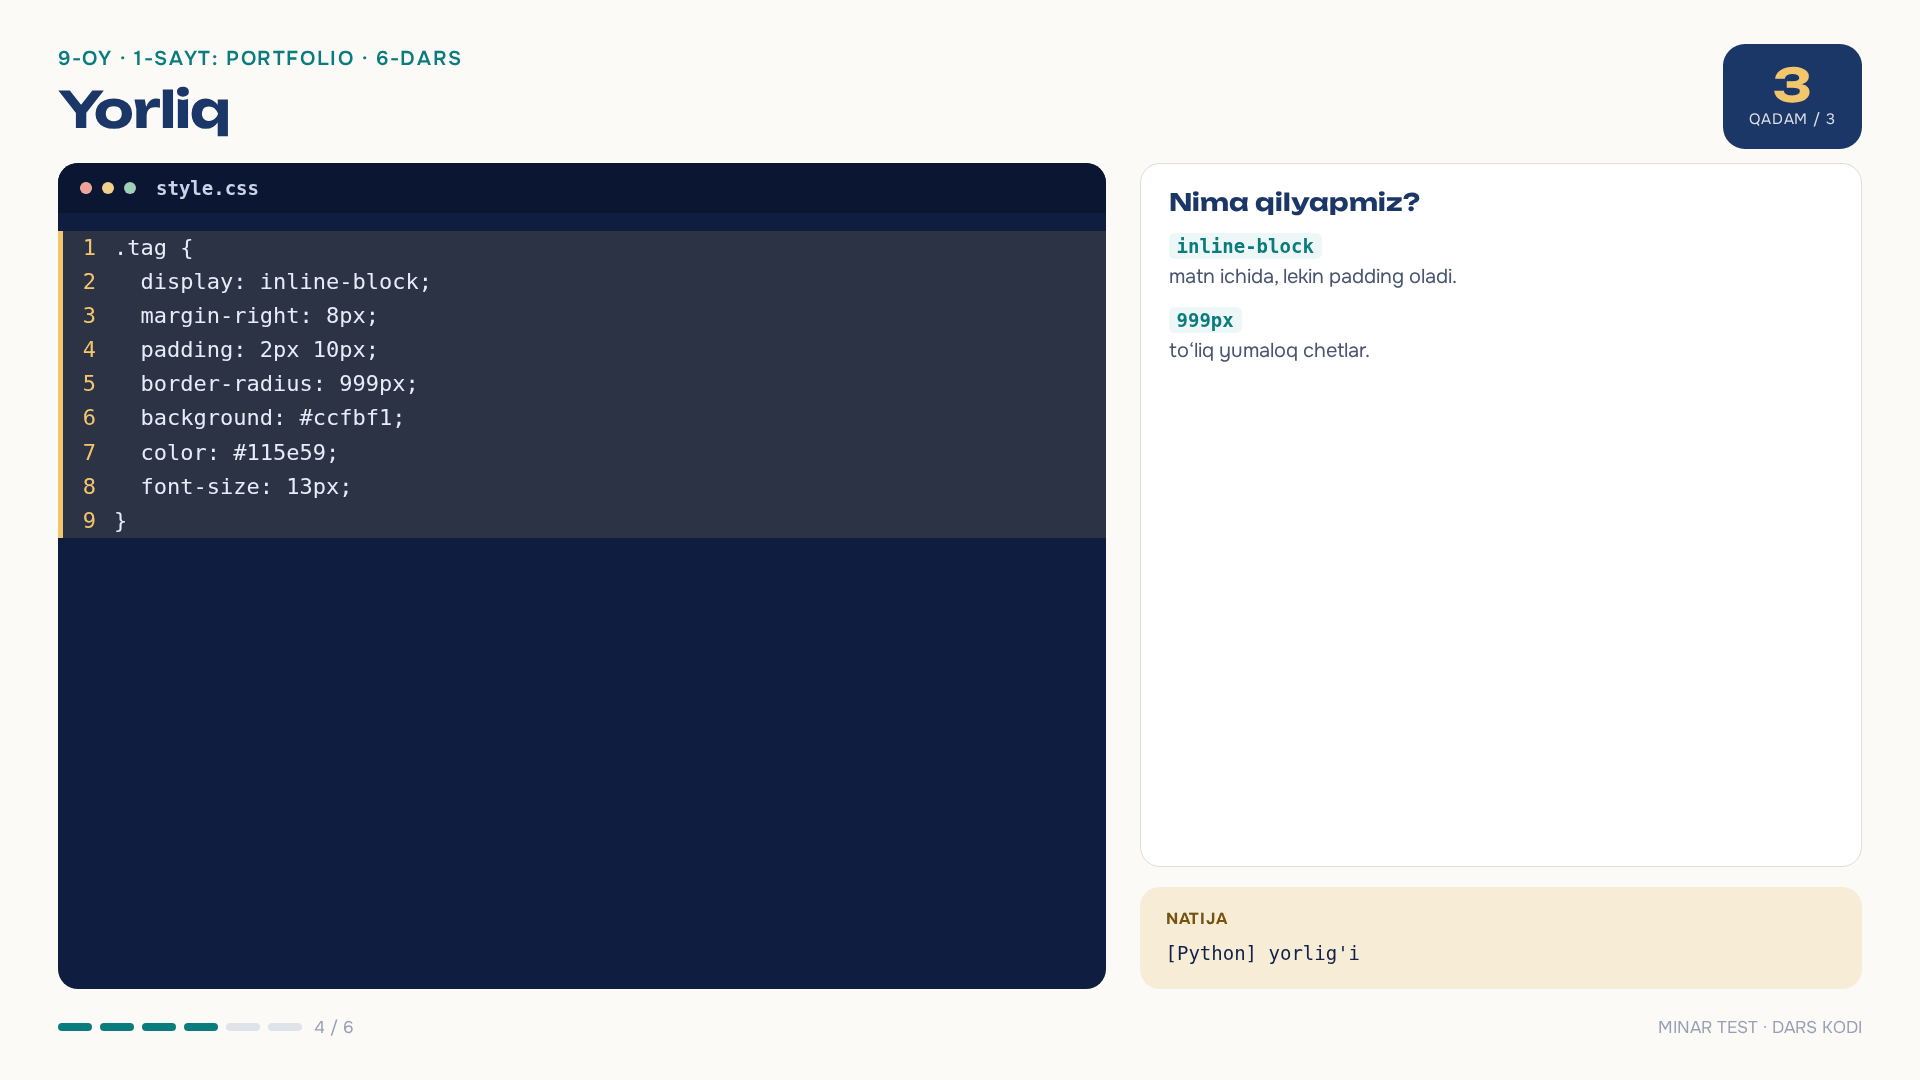 9-OY · 1-SAYT: PORTFOLIO · 6-DARS
Yorliq
3
QADAM / 3
style.css
1 .tag {
2   display: inline-block;
3   margin-right: 8px;
4   padding: 2px 10px;
5   border-radius: 999px;
6   background: #ccfbf1;
7   color: #115e59;
8   font-size: 13px;
9 }
Nima qilyapmiz?
inline-block
matn ichida, lekin padding oladi.
999px
to‘liq yumaloq chetlar.
NATIJA
[Python] yorlig'i
4 / 6
MINAR TEST · DARS KODI